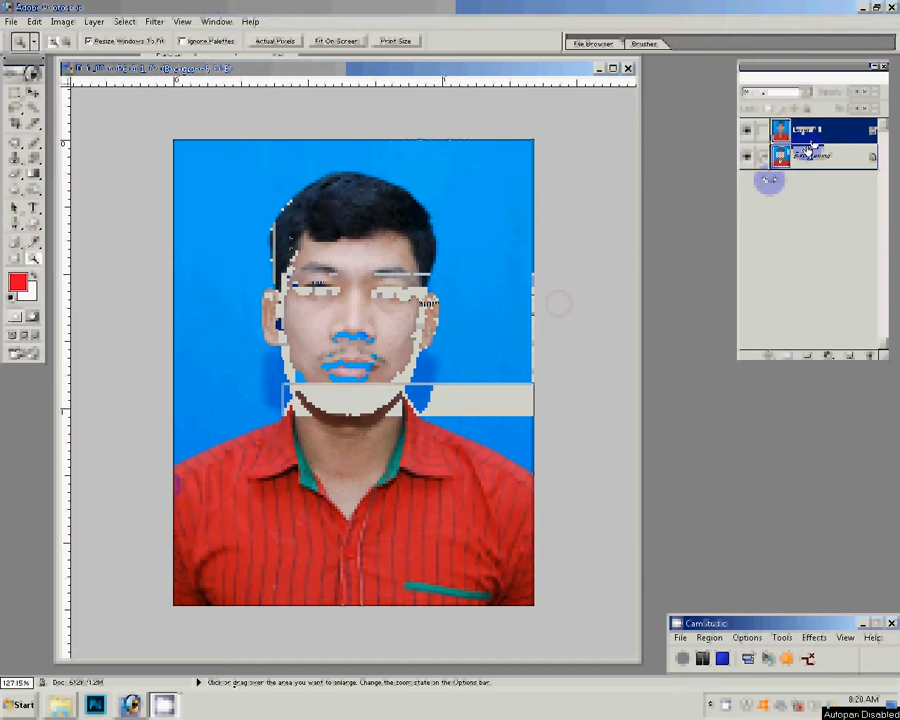 Adobe Photoshop
File Edit Image Layer Select Filter View Window Help
Resize Windows To Fit Ignore Palettes Actual Pixels Fit On Screen Print Size File Browser Brushes
CamStudio
File Region Options Tools Effects View Help
Click or drag over the area you want to enlarge. Change the zoom state on the Options bar.
Start 8:20 AM
Autopan Disabled